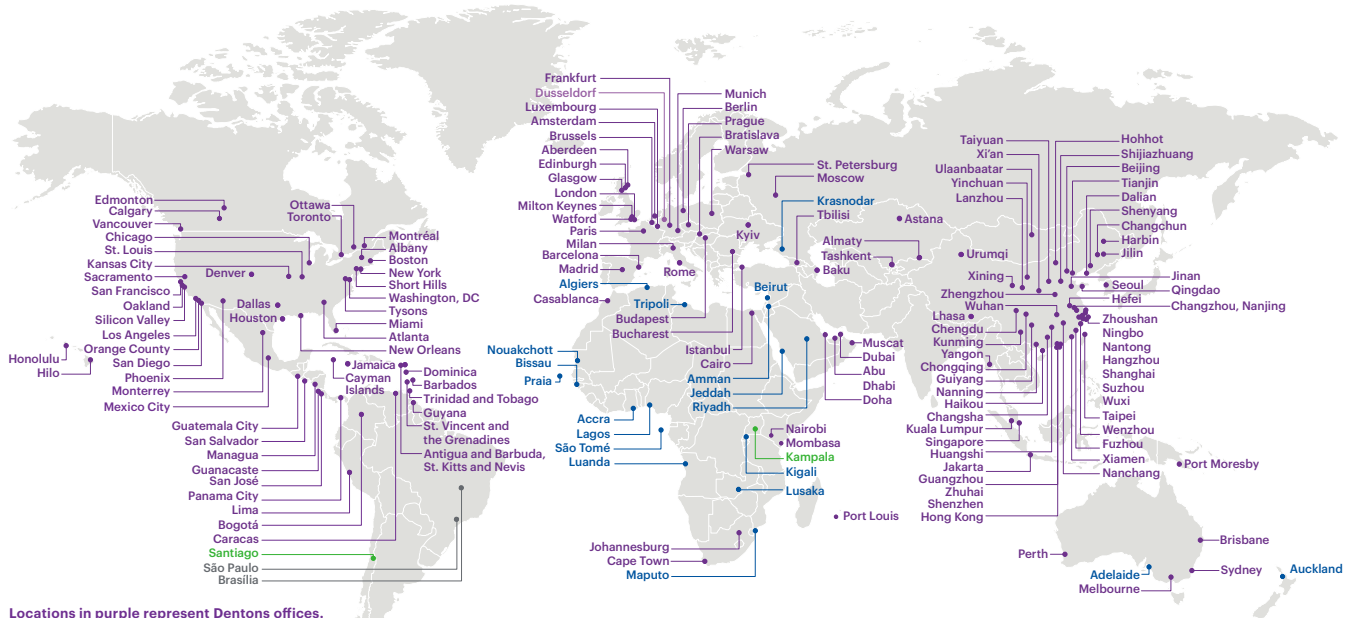 Edmonton
Calgary
Vancouver
Chicago
St. Louis
Kansas City
Sacramento
San Francisco
Oakland
Silicon Valley
Los Angeles
Orange County
San Diego
Phoenix
Monterrey
Mexico City
Honolulu
Hilo
Denver
Dallas
Houston
Ottawa
Toronto
Montréal
Albany
Boston
New York
Short Hills
Washington, DC
Tysons
Miami
Atlanta
New Orleans
Jamaica
Cayman
Islands
Dominica
Barbados
Trinidad and Tobago
Guyana
St. Vincent and
the Grenadines
Antigua and Barbuda,
St. Kitts and Nevis
Guatemala City
San Salvador
Managua
Guanacaste
San José
Panama City
Lima
Bogotá
Caracas
Santiago
São Paulo
Brasília
Frankfurt
Dusseldorf
Luxembourg
Amsterdam
Brussels
Aberdeen
Edinburgh
Glasgow
London
Milton Keynes
Watford
Paris
Milan
Barcelona
Madrid
Algiers
Casablanca
Munich
Berlin
Prague
Bratislava
Warsaw
St. Petersburg
Moscow
Krasnodar
Tbilisi
Kyiv
Rome
Tripoli
Budapest
Bucharest
Istanbul
Cairo
Beirut
Amman
Jeddah
Riyadh
Muscat
Dubai
Abu
Dhabi
Doha
Astana
Almaty
Tashkent
Baku
Nouakchott
Bissau
Praia
Accra
Lagos
São Tomé
Luanda
Nairobi
Mombasa
Kampala
Kigali
Lusaka
Port Louis
Johannesburg
Cape Town
Maputo
Taiyuan
Xi'an
Ulaanbaatar
Yinchuan
Lanzhou
Urumqi
Xining
Zhengzhou
Wuhan
Lhasa
Chengdu
Kunming
Yangon
Chongqing
Guiyang
Nanning
Haikou
Changsha
Kuala Lumpur
Singapore
Huangshi
Jakarta
Guangzhou
Zhuhai
Shenzhen
Hong Kong
Hohhot
Shijiazhuang
Beijing
Tianjin
Dalian
Shenyang
Changchun
Harbin
Jilin
Jinan
Seoul
Qingdao
Hefei
Changzhou, Nanjing
Zhoushan
Ningbo
Nantong
Hangzhou
Shanghai
Suzhou
Wuxi
Taipei
Wenzhou
Fuzhou
Xiamen
Nanchang
Port Moresby
Perth
Brisbane
Adelaide
Sydney
Melbourne
Auckland
Locations in purple represent Dentons offices.